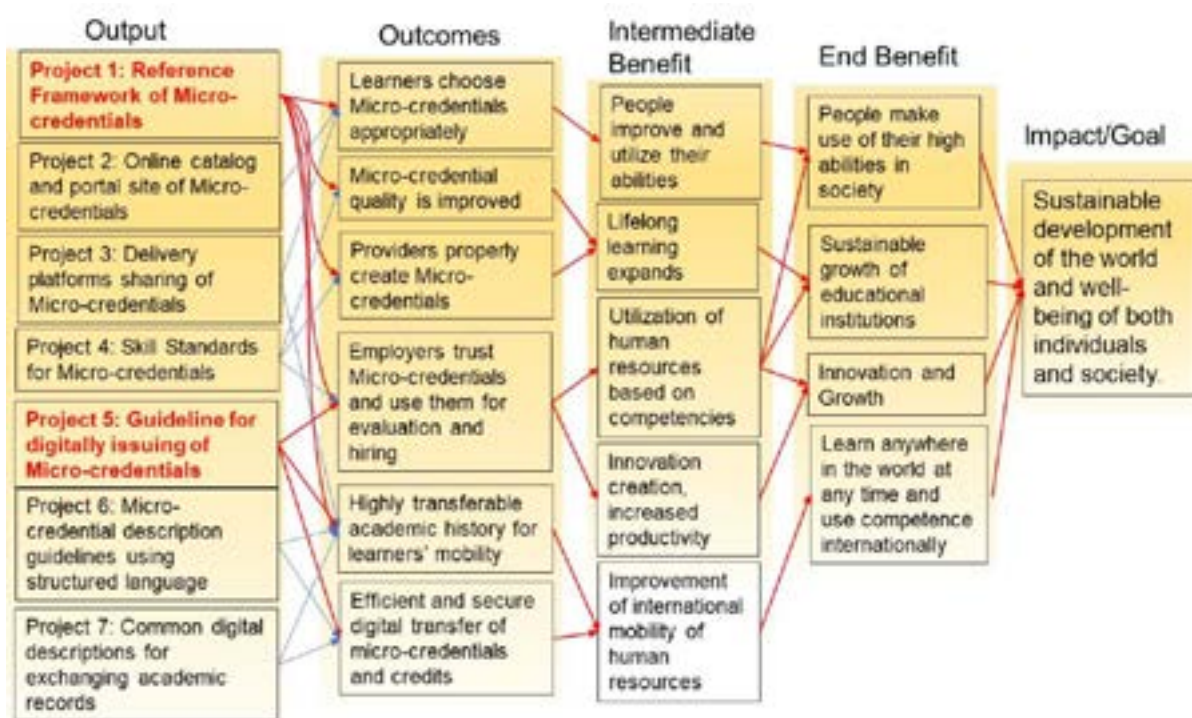 Output
Project 1: Reference
Framework of Micro-
credentials
Project 2: Online catalog
and portal site of Micro-
credentials
Project 3: Delivery
platforms sharing of
Micro-credentials
Project 4: Skill Standards
for Micro-credentials
Project 5: Guideline for
digitally issuing of
Micro-credentials
Project 6: Micro-
credential description
guidelines using
structured language
Project 7: Common digital
descriptions for
exchanging academic
records
Outcomes
Learners choose
Micro-credentials
appropriately
Micro-credential
quality is improved
Providers properly
create Micro-
credentials
Employers trust
Micro-credentials
and use them for
evaluation and
hiring
Highly transferable
academic history for
learners' mobility
Efficient and secure
digital transfer of
micro-credentials
and credits
Intermediate
Benefit
People
improve and
utilize their
abilities
Lifelong
learning
expands
Utilization of
human
resources
based on
competencies
Innovation
creation,
increased
productivity
Improvement
of international
mobility of
human
resources
End Benefit
People make
use of their high
abilities in
society
Sustainable
growth of
educational
institutions
Innovation and
Growth
Learn anywhere
in the world at
any time and
use competence
internationally
Impact/Goal
Sustainable
development
of the world
and well-
being of both
individuals
and society.